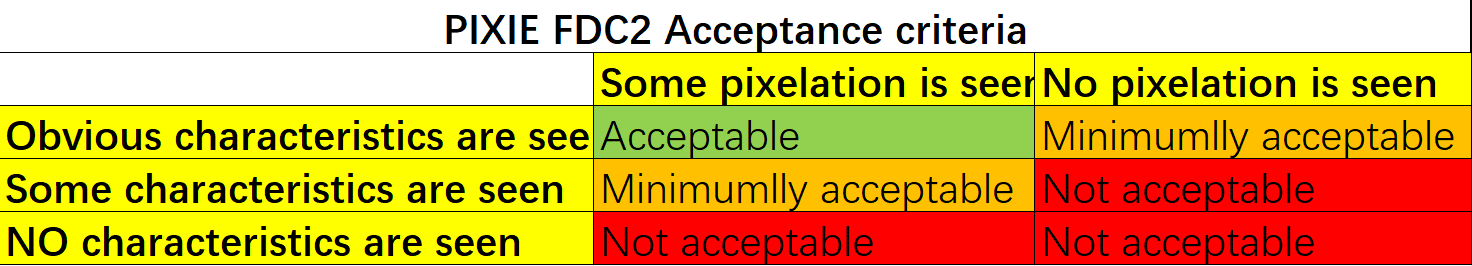 PIXIE FDC2 Acceptance criteria
Some pixelation is seen No pixelation is seen
Obvious characteristics are see Acceptable Minimumlly acceptable
Some characteristics are seen Minimumlly acceptable Not acceptable
NO characteristics are seen Not acceptable Not acceptable